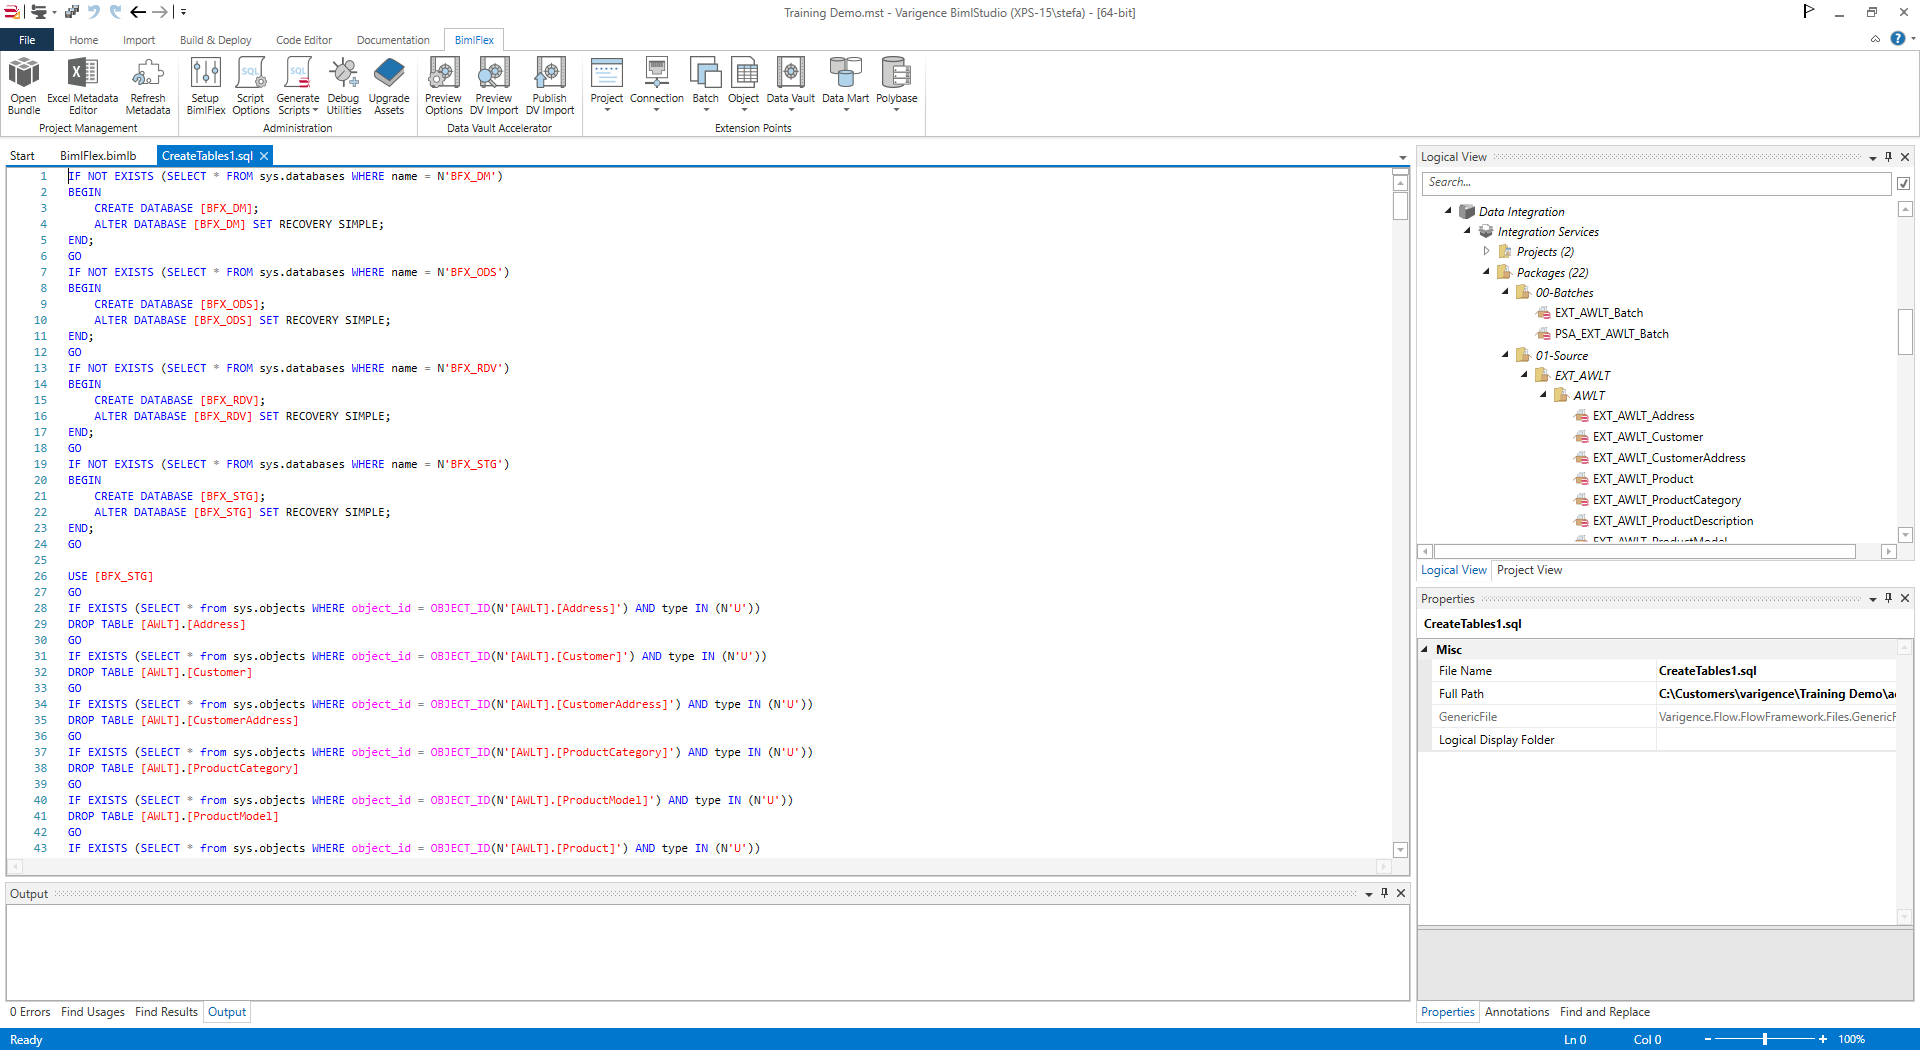 Training Demo.mst - Varigence BimlStudio (XPS-15\stefa) - [64-bit]
File Home Import Build & Deploy Code Editor Documentation BimlFlex
Open Bundle
Excel Metadata Editor
Refresh Metadata
Project Management
Setup BimlFlex
SQL
Script Options
SQL
Generate Scripts
Debug Utilities
Upgrade Assets
Administration
Preview Options
Preview DV Import
Publish DV Import
Data Vault Accelerator
Project Connection Batch Object Data Vault Data Mart Polybase
Extension Points
Start BimlFlex.bimlb CreateTables1.sql
1 IF NOT EXISTS (SELECT * FROM sys.databases WHERE name = N'BFX_DM')
2 BEGIN
3 CREATE DATABASE [BFX_DM];
4 ALTER DATABASE [BFX_DM] SET RECOVERY SIMPLE;
5 END;
6 GO
7 IF NOT EXISTS (SELECT * FROM sys.databases WHERE name = N'BFX_ODS')
8 BEGIN
9 CREATE DATABASE [BFX_ODS];
10 ALTER DATABASE [BFX_ODS] SET RECOVERY SIMPLE;
11 END;
12 GO
13 IF NOT EXISTS (SELECT * FROM sys.databases WHERE name = N'BFX_RDV')
14 BEGIN
15 CREATE DATABASE [BFX_RDV];
16 ALTER DATABASE [BFX_RDV] SET RECOVERY SIMPLE;
17 END;
18 GO
19 IF NOT EXISTS (SELECT * FROM sys.databases WHERE name = N'BFX_STG')
20 BEGIN
21 CREATE DATABASE [BFX_STG];
22 ALTER DATABASE [BFX_STG] SET RECOVERY SIMPLE;
23 END;
24 GO
25
26 USE [BFX_STG]
27 GO
28 IF EXISTS (SELECT * from sys.objects WHERE object_id = OBJECT_ID(N'[AWLT].[Address]') AND type IN (N'U'))
29 DROP TABLE [AWLT].[Address]
30 GO
31 IF EXISTS (SELECT * from sys.objects WHERE object_id = OBJECT_ID(N'[AWLT].[Customer]') AND type IN (N'U'))
32 DROP TABLE [AWLT].[Customer]
33 GO
34 IF EXISTS (SELECT * from sys.objects WHERE object_id = OBJECT_ID(N'[AWLT].[CustomerAddress]') AND type IN (N'U'))
35 DROP TABLE [AWLT].[CustomerAddress]
36 GO
37 IF EXISTS (SELECT * from sys.objects WHERE object_id = OBJECT_ID(N'[AWLT].[ProductCategory]') AND type IN (N'U'))
38 DROP TABLE [AWLT].[ProductCategory]
39 GO
40 IF EXISTS (SELECT * from sys.objects WHERE object_id = OBJECT_ID(N'[AWLT].[ProductModel]') AND type IN (N'U'))
41 DROP TABLE [AWLT].[ProductModel]
42 GO
43 IF EXISTS (SELECT * from sys.objects WHERE object_id = OBJECT_ID(N'[AWLT].[Product]') AND type IN (N'U'))
Output
0 Errors Find Usages Find Results Output
Logical View
Search...
Data Integration
Integration Services
Projects (2)
Packages (22)
00-Batches
EXT_AWLT_Batch
PSA_EXT_AWLT_Batch
01-Source
EXT_AWLT
AWLT
EXT_AWLT_Address
EXT_AWLT_Customer
EXT_AWLT_CustomerAddress
EXT_AWLT_Product
EXT_AWLT_ProductCategory
EXT_AWLT_ProductDescription
EXT_AWLT_ProductModel
Logical View Project View
Properties
CreateTables1.sql
Misc
File Name CreateTables1.sql
Full Path C:\Customers\varigence\Training Demo\a
GenericFile Varigence.Flow.FlowFramework.Files.GenericF
Logical Display Folder
Properties Annotations Find and Replace
Ready Ln 0 Col 0 100%